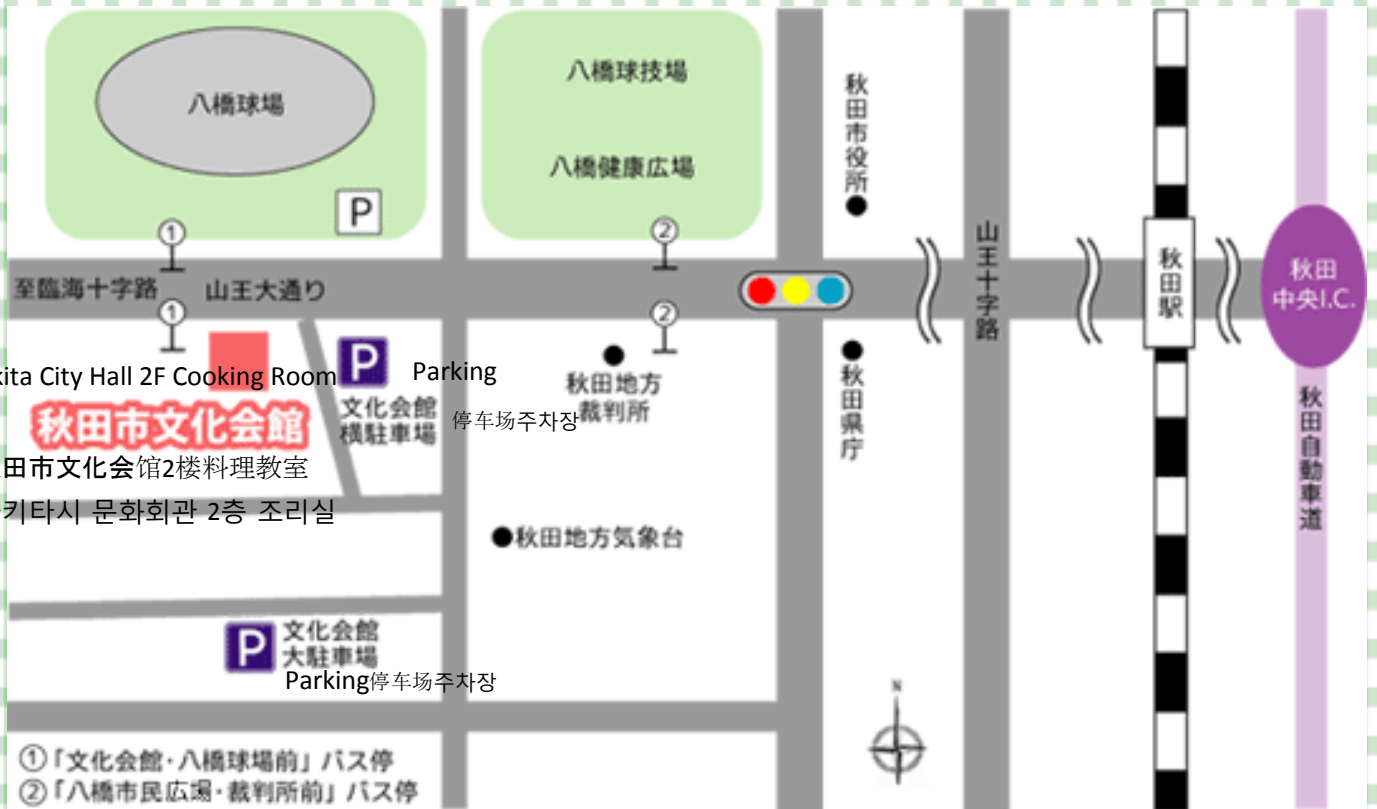 八橋球場
P
八橋球技場
八橋健康広場
秋田市役所
①
②
至臨海十字路
山王大通り
①
②
山王十字路
秋田駅
秋田
中央I.C.
kita City Hall 2F Cooking Room
P
Parking
秋田市文化会館
文化会館
横駐車場
停车场주차장
秋田地方
裁判所
秋田県庁
秋田自動車道
田市文化会馆2楼料理教室
키타시 문화회관 2층 조리실
秋田地方気象台
P
文化会館
大駐車場
Parking停车场주차장
N
①「文化会館・八橋球場前」バス停
②「八橋市民広場・裁判所前」バス停